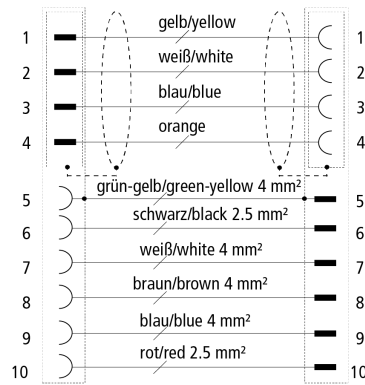 1 gelb/yellow 1
2 weiß/white 2
3 blau/blue 3
4 orange 4
5 grün-gelb/green-yellow 4 mm² 5
6 schwarz/black 2.5 mm² 6
7 weiß/white 4 mm² 7
8 braun/brown 4 mm² 8
9 blau/blue 4 mm² 9
10 rot/red 2.5 mm² 10